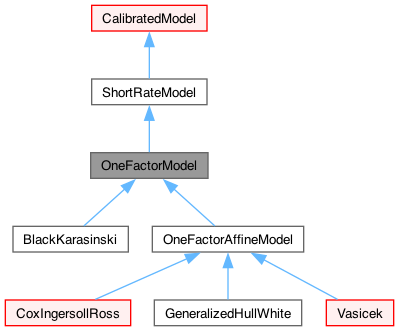 CalibratedModel
ShortRateModel
OneFactorModel
BlackKarasinski
OneFactorAffineModel
CoxIngersollRoss
GeneralizedHullWhite
Vasicek